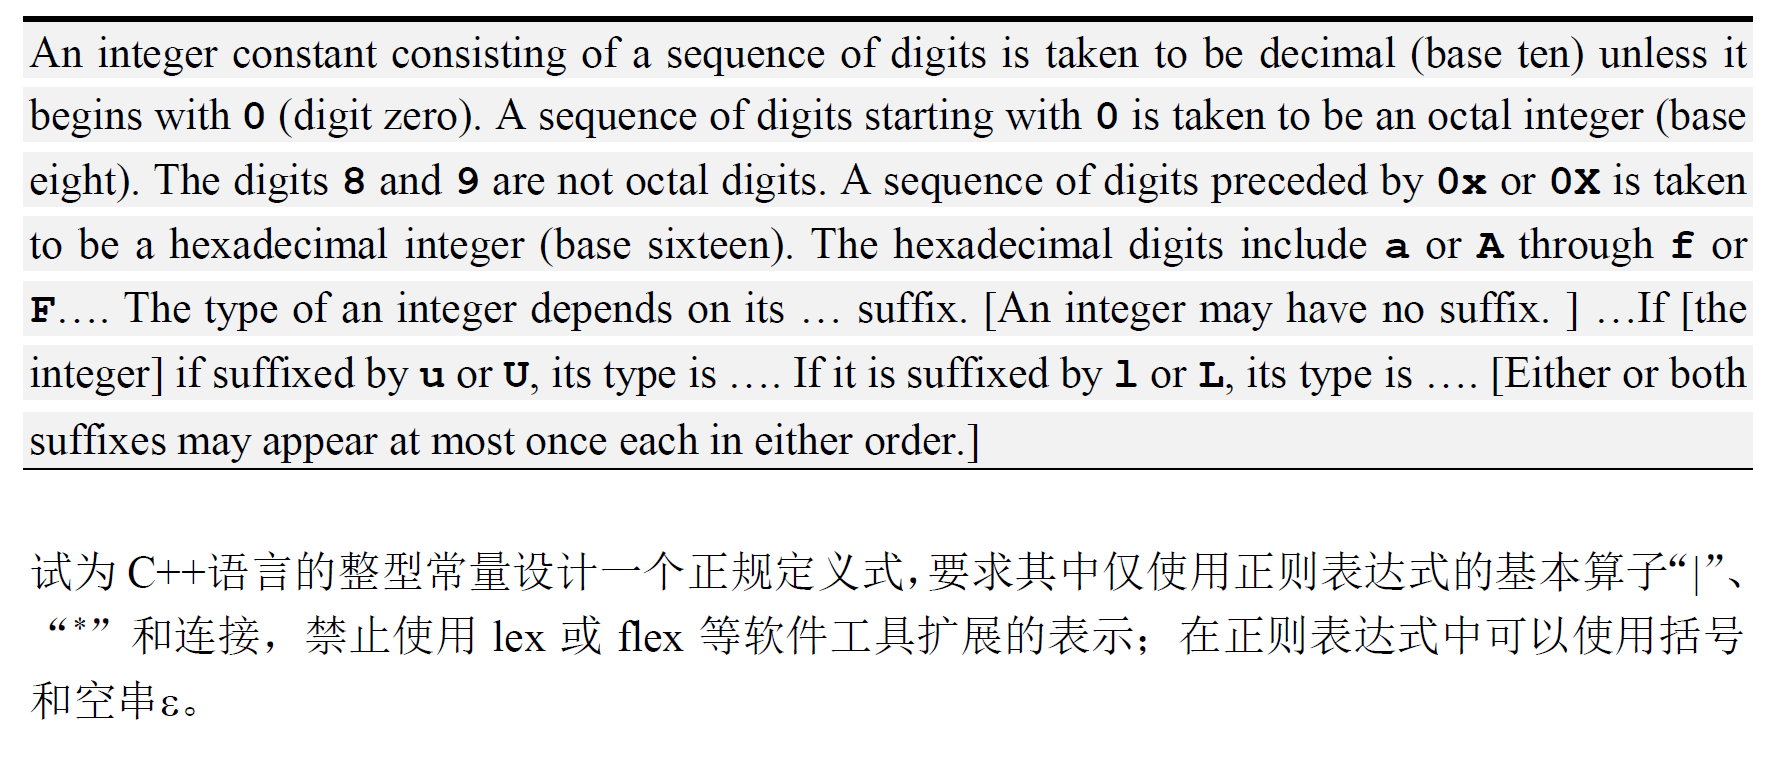 An integer constant consisting of a sequence of digits is taken to be decimal (base ten) unless it
begins with 0 (digit zero). A sequence of digits starting with 0 is taken to be an octal integer (base
eight). The digits 8 and 9 are not octal digits. A sequence of digits preceded by 0x or 0X is taken
to be a hexadecimal integer (base sixteen). The hexadecimal digits include a or A through f or
F…. The type of an integer depends on its … suffix. [An integer may have no suffix. ] …If [the
integer] if suffixed by u or U, its type is …. If it is suffixed by l or L, its type is …. [Either or both
suffixes may appear at most once each in either order.]
试为 C++语言的整型常量设计一个正规定义式，要求其中仅使用正则表达式的基本算子“|”、
“*”和连接，禁止使用 lex 或 flex 等软件工具扩展的表示；在正则表达式中可以使用括号
和空串ε。